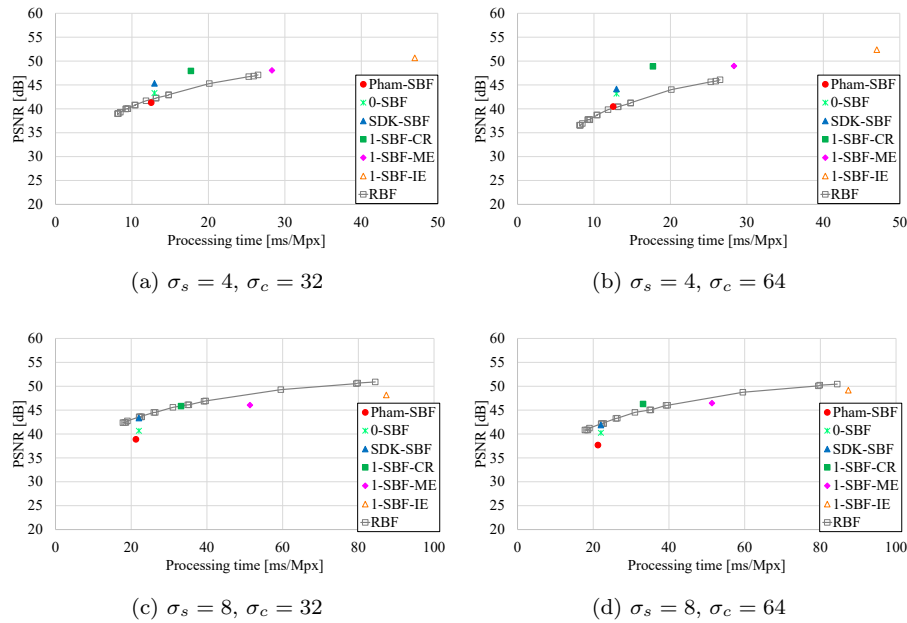 60
55
50
45
40
35
30
25
20
PSNR [dB]
0 10 20 30 40 50
Processing time [ms/Mpx]
Pham-SBF
0-SBF
SDK-SBF
1-SBF-CR
1-SBF-ME
1-SBF-IE
RBF
(a) σs = 4, σc = 32
60
55
50
45
40
35
30
25
20
PSNR [dB]
0 10 20 30 40 50
Processing time [ms/Mpx]
Pham-SBF
0-SBF
SDK-SBF
1-SBF-CR
1-SBF-ME
1-SBF-IE
RBF
(b) σs = 4, σc = 64
60
55
50
45
40
35
30
25
20
PSNR [dB]
0 20 40 60 80 100
Processing time [ms/Mpx]
Pham-SBF
0-SBF
SDK-SBF
1-SBF-CR
1-SBF-ME
1-SBF-IE
RBF
(c) σs = 8, σc = 32
60
55
50
45
40
35
30
25
20
PSNR [dB]
0 20 40 60 80 100
Processing time [ms/Mpx]
Pham-SBF
0-SBF
SDK-SBF
1-SBF-CR
1-SBF-ME
1-SBF-IE
RBF
(d) σs = 8, σc = 64